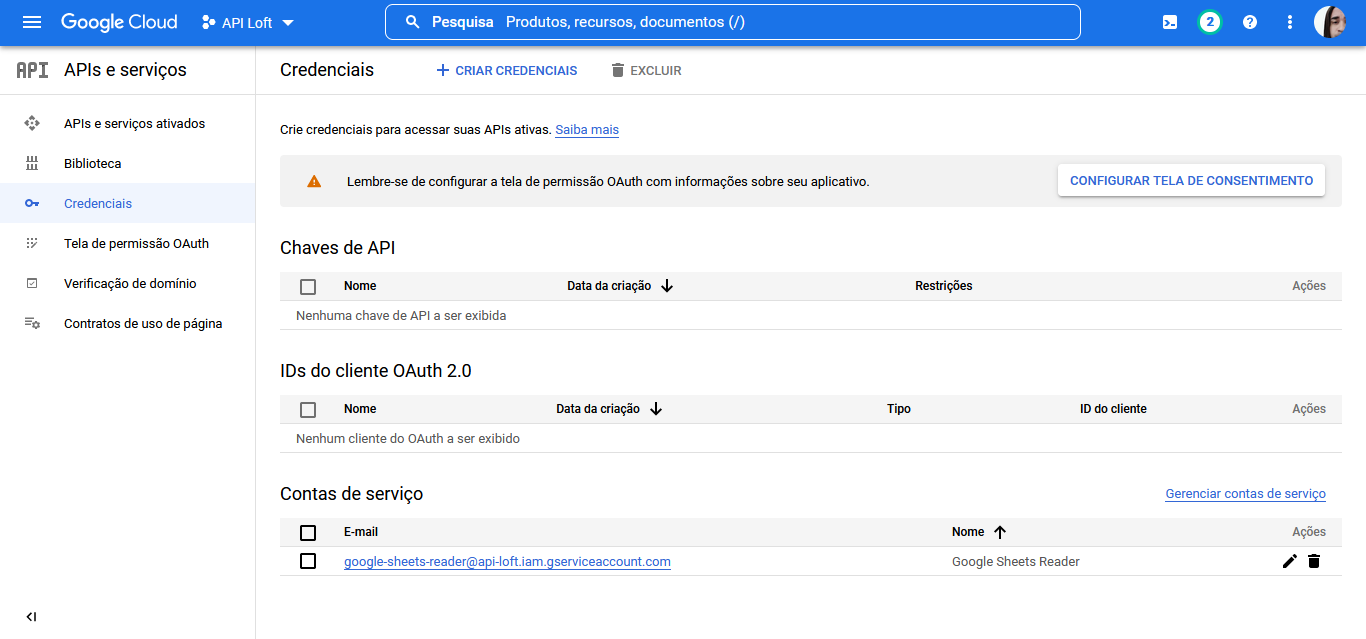 Google Cloud API Loft Pesquisa Produtos, recursos, documentos (/) 2
API APIs e serviços
Credenciais CRIAR CREDENCIAIS EXCLUIR
APIs e serviços ativados
Biblioteca
Credenciais
Tela de permissão OAuth
Verificação de domínio
Contratos de uso de página
Crie credenciais para acessar suas APIs ativas. Saiba mais
Lembre-se de configurar a tela de permissão OAuth com informações sobre seu aplicativo. CONFIGURAR TELA DE CONSENTIMENTO
Chaves de API
Nome Data da criação Restrições Ações
Nenhuma chave de API a ser exibida
IDs do cliente OAuth 2.0
Nome Data da criação Tipo ID do cliente Ações
Nenhum cliente do OAuth a ser exibido
Contas de serviço Gerenciar contas de serviço
E-mail Nome Ações
google-sheets-reader@api-loft.iam.gserviceaccount.com Google Sheets Reader